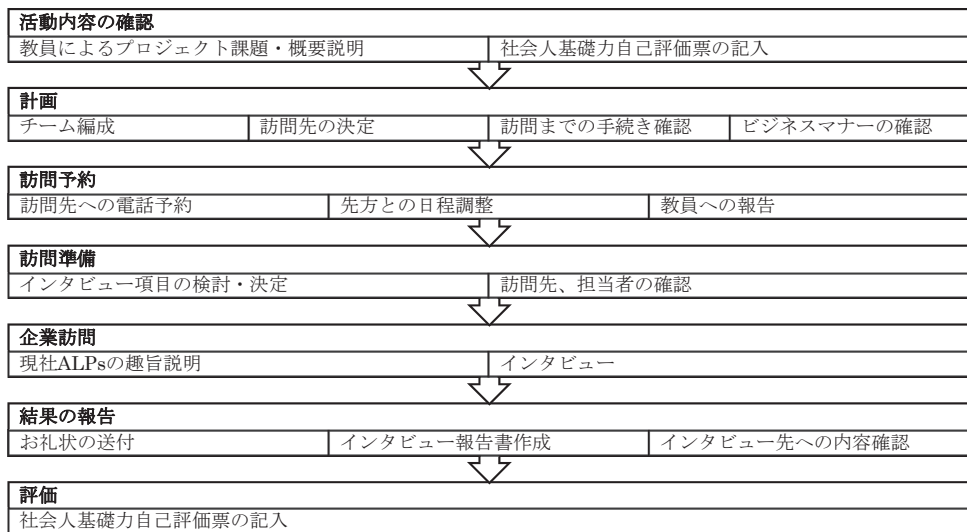 活動内容の確認
教員によるプロジェクト課題・概要説明 社会人基礎力自己評価票の記入
計画
チーム編成 訪問先の決定 訪問までの手続き確認 ビジネスマナーの確認
訪問予約
訪問先への電話予約 先方との日程調整 教員への報告
訪問準備
インタビュー項目の検討・決定 訪問先、担当者の確認
企業訪問
現社ALPsの趣旨説明 インタビュー
結果の報告
お礼状の送付 インタビュー報告書作成 インタビュー先への内容確認
評価
社会人基礎力自己評価票の記入